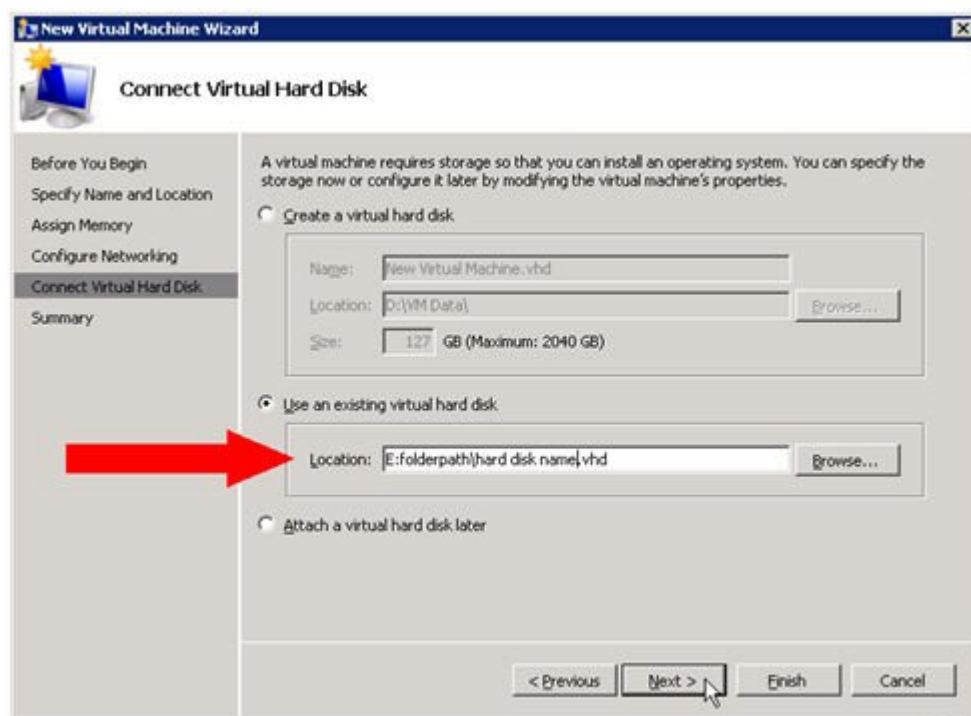 New Virtual Machine Wizard
Connect Virtual Hard Disk
Before You Begin
Specify Name and Location
Assign Memory
Configure Networking
Connect Virtual Hard Disk
Summary
A virtual machine requires storage so that you can install an operating system. You can specify the
storage now or configure it later by modifying the virtual machine's properties.
Create a virtual hard disk
Name: New Virtual Machine.vhd
Location: D:\VM Data\ Browse...
Size: 127 GB (Maximum: 2040 GB)
Use an existing virtual hard disk
Location: E:folderpath\hard disk name.vhd Browse...
Attach a virtual hard disk later
< Previous Next > Finish Cancel